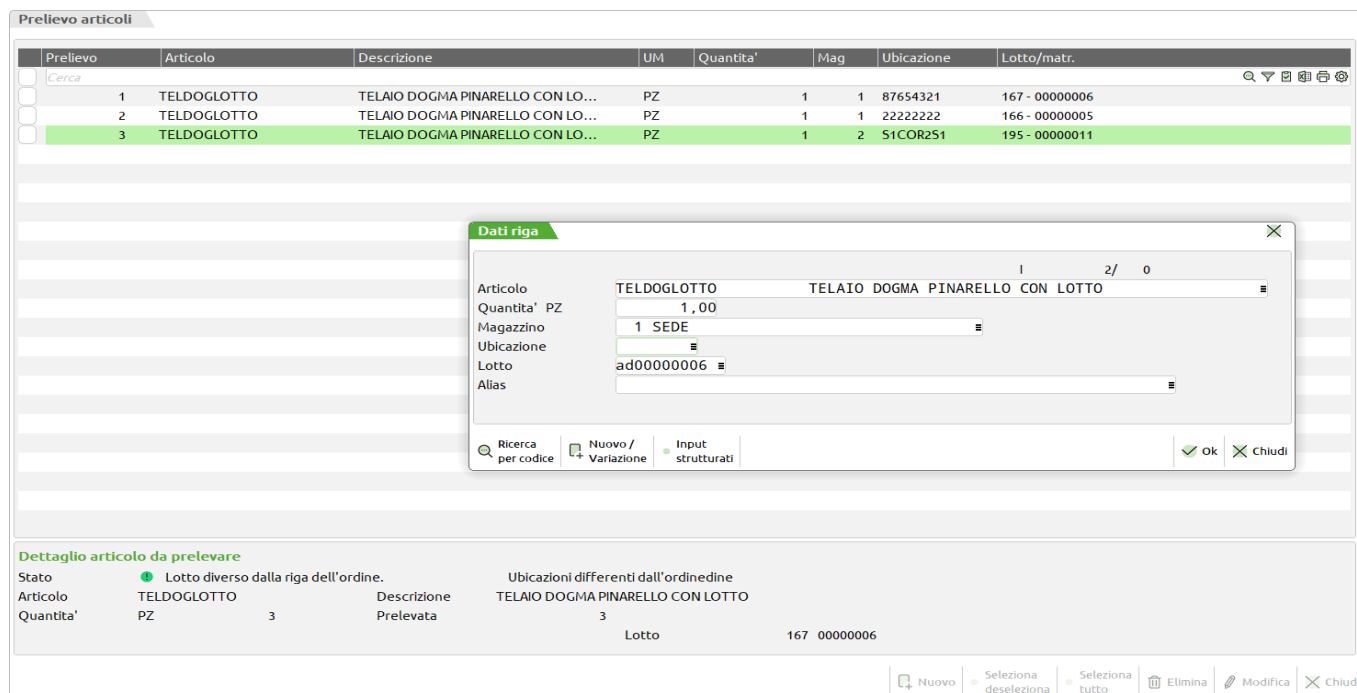 Prelievo articoli
Prelievo Articolo Descrizione UM Quantita' Mag Ubicazione Lotto/matr.
Cerca
1 TELDOGLOTTO TELAIO DOGMA PINARELLO CON LO... PZ 1 1 87654321 167 - 00000006
2 TELDOGLOTTO TELAIO DOGMA PINARELLO CON LO... PZ 1 1 22222222 166 - 00000005
3 TELDOGLOTTO TELAIO DOGMA PINARELLO CON LO... PZ 1 2 S1COR2S1 195 - 00000011
Dati riga
I 2/ 0
Articolo TELDOGLOTTO TELAIO DOGMA PINARELLO CON LOTTO
Quantita' PZ 1,00
Magazzino 1 SEDE
Ubicazione
Lotto ad00000006
Alias
Ricerca per codice
Nuovo / Variazione
Input strutturati
Ok
Chiudi
Dettaglio articolo da prelevare
Stato Lotto diverso dalla riga dell'ordine. Ubicazioni differenti dall'ordinedine
Articolo TELDOGLOTTO Descrizione TELAIO DOGMA PINARELLO CON LOTTO
Quantita' PZ 3 Prelevata 3
Lotto 167 00000006
Nuovo
Seleziona deseleziona
Seleziona tutto
Elimina
Modifica
Chiud